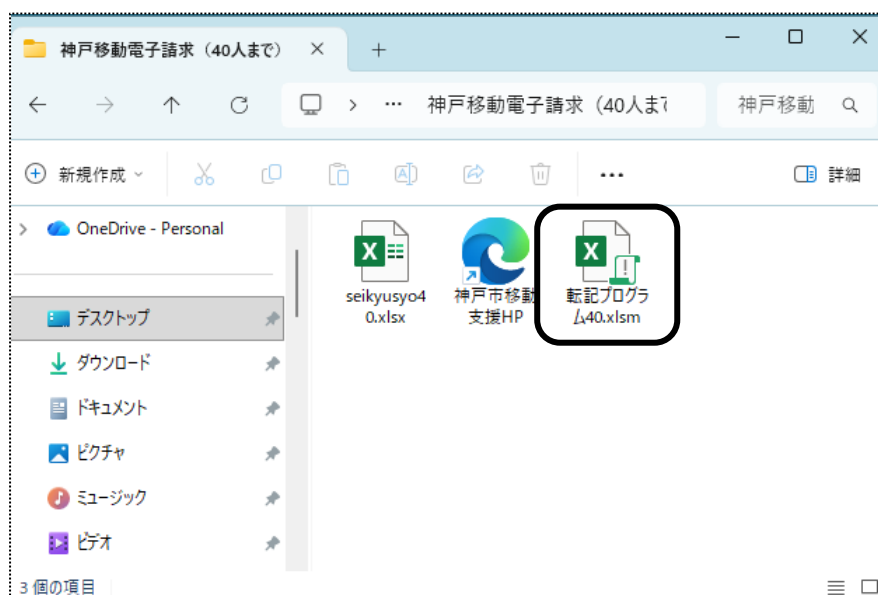 神戸移動電子請求（40人まで）
神戸移動電子請求（40人まで
神戸移動
新規作成
詳細
OneDrive - Personal
デスクトップ
ダウンロード
ドキュメント
ピクチャ
ミュージック
ビデオ
seikyusyo4
0.xlsx
神戸市移動
支援HP
転記プログラ
ム40.xlsm
3 個の項目